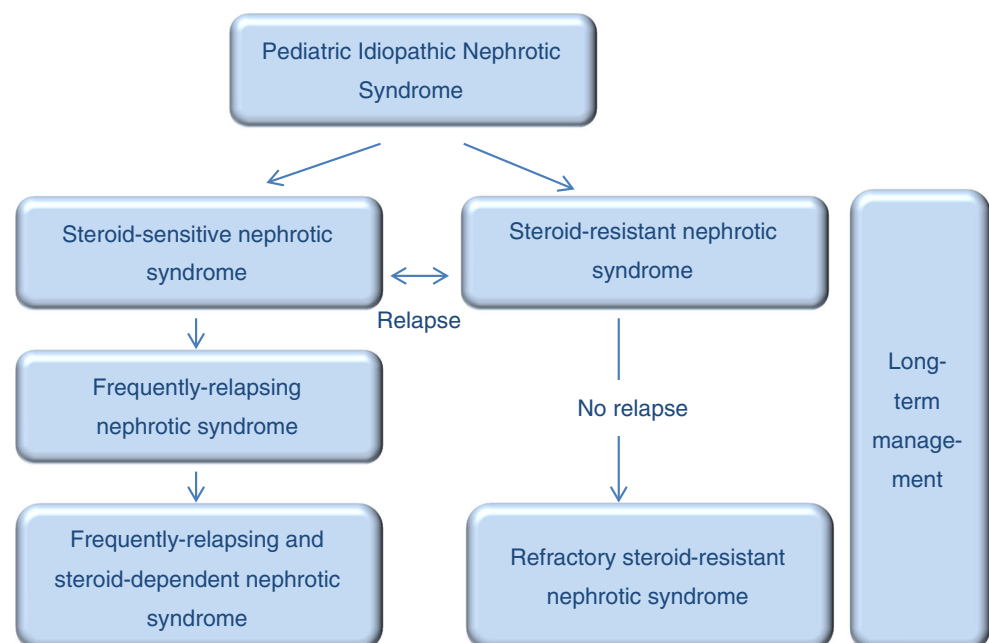 Pediatric Idiopathic Nephrotic
Syndrome
Steroid-sensitive nephrotic
syndrome
Steroid-resistant nephrotic
syndrome
Relapse
Frequently-relapsing
nephrotic syndrome
No relapse
Frequently-relapsing and
steroid-dependent nephrotic
syndrome
Refractory steroid-resistant
nephrotic syndrome
Long-
term
manage-
ment